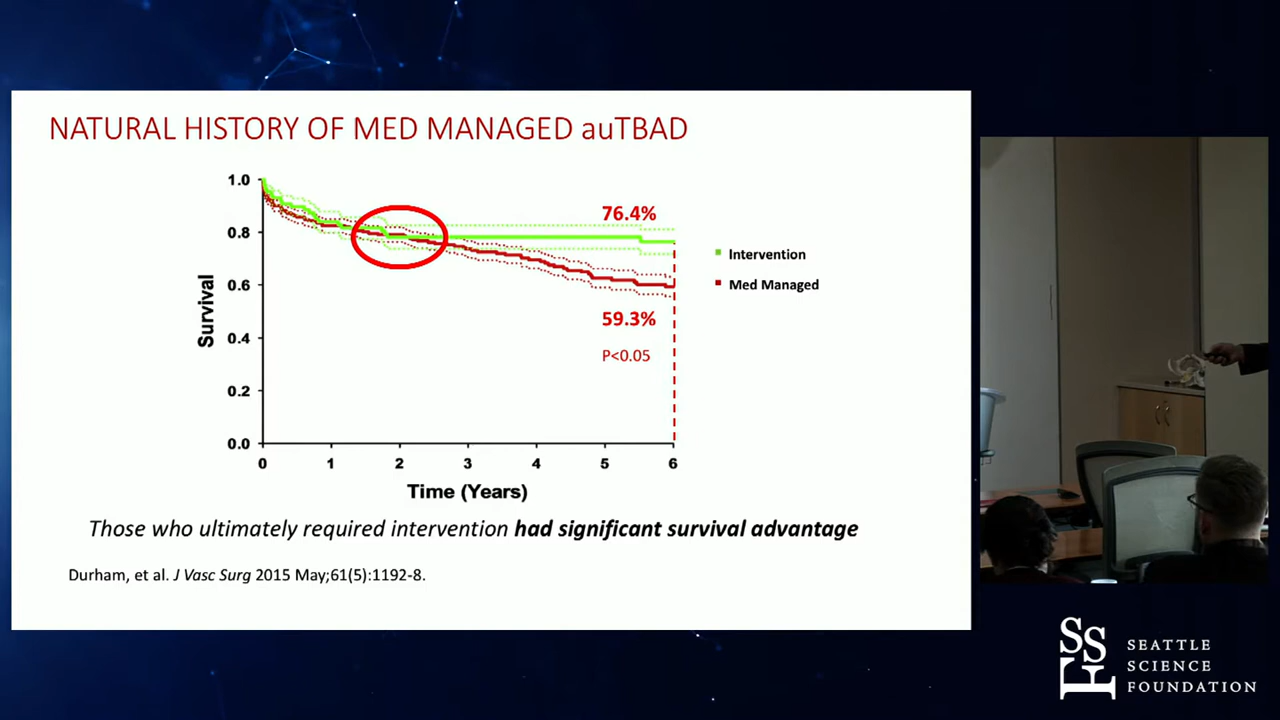 NATURAL HISTORY OF MED MANAGED auTBAD
1.0
0.8
0.6
0.4
0.2
0.0
Survival
76.4%
59.3%
P<0.05
Intervention
Med Managed
0 1 2 3 4 5 6
Time (Years)
Those who ultimately required intervention had significant survival advantage
Durham, et al. J Vasc Surg 2015 May;61(5):1192-8.
SSF
SEATTLE
SCIENCE
FOUNDATION